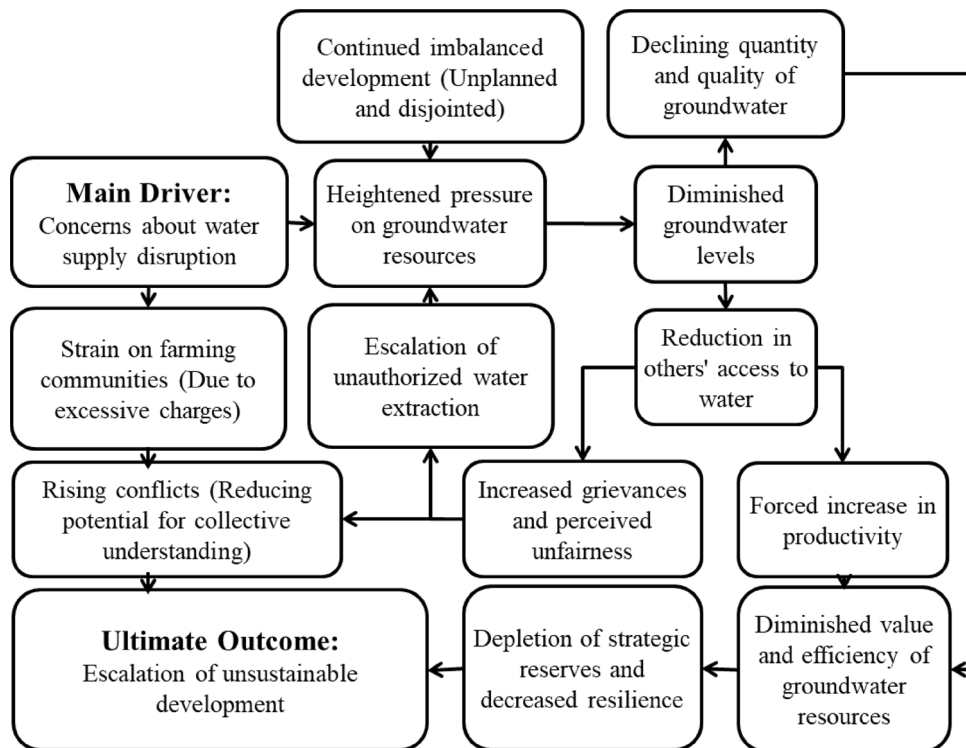 Continued imbalanced
development (Unplanned
and disjointed)
Declining quantity
and quality of
groundwater
Main Driver:
Concerns about water
supply disruption
Heightened pressure
on groundwater
resources
Diminished
groundwater
levels
Strain on farming
communities (Due to
excessive charges)
Escalation of
unauthorized water
extraction
Reduction in
others' access to
water
Rising conflicts (Reducing
potential for collective
understanding)
Increased grievances
and perceived
unfairness
Forced increase in
productivity
Ultimate Outcome:
Escalation of unsustainable
development
Depletion of strategic
reserves and
decreased resilience
Diminished value
and efficiency of
groundwater
resources